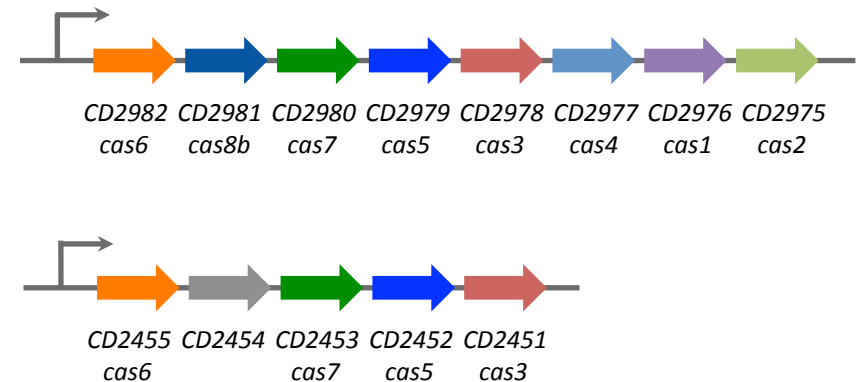 CD2982 CD2981 CD2980 CD2979 CD2978 CD2977 CD2976 CD2975
cas6 cas8b cas7 cas5 cas3 cas4 cas1 cas2
CD2455 CD2454 CD2453 CD2452 CD2451
cas6 cas7 cas5 cas3